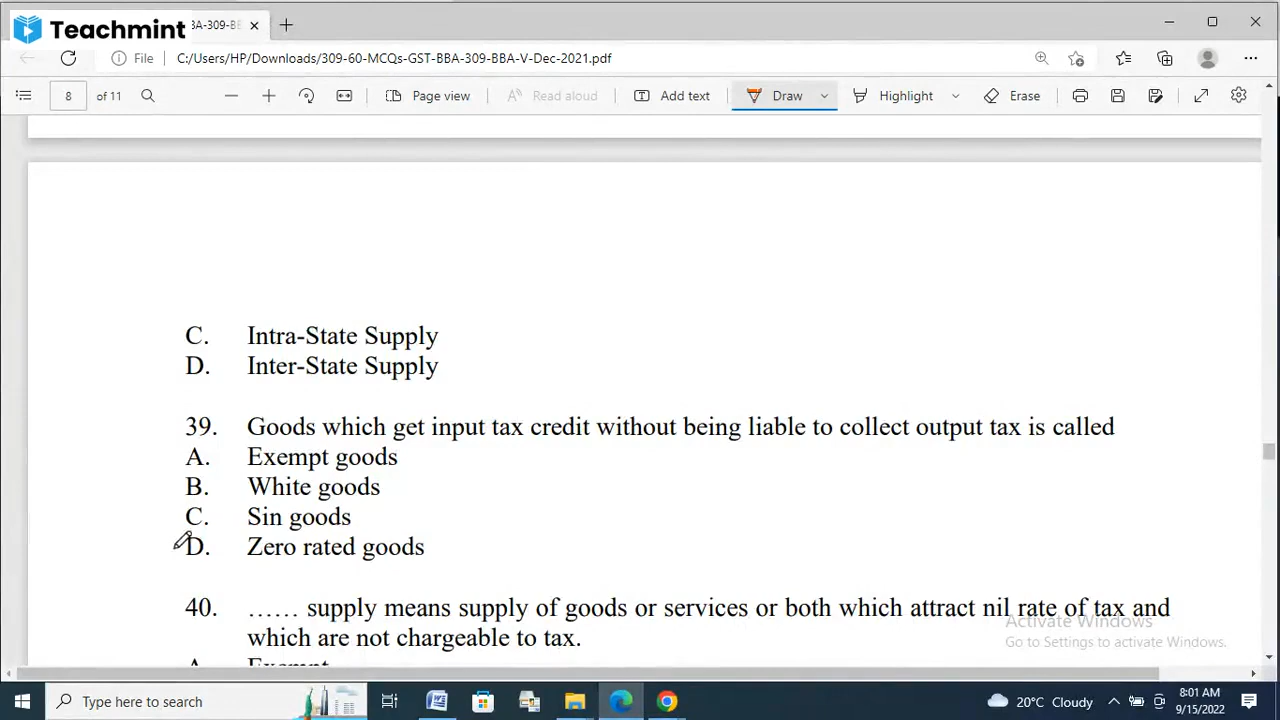 Teachmint
BA-309-BB
File
C:/Users/HP/Downloads/309-60-MCQs-GST-BBA-309-BBA-V-Dec-2021.pdf
8 of 11
Page view
Read aloud
Add text
Draw
Highlight
Erase
C. Intra-State Supply
D. Inter-State Supply
39. Goods which get input tax credit without being liable to collect output tax is called
A. Exempt goods
B. White goods
C. Sin goods
D. Zero rated goods
40. …… supply means supply of goods or services or both which attract nil rate of tax and
which are not chargeable to tax.
A. Exempt
Activate Windows
Go to Settings to activate Windows.
Type here to search
20°C Cloudy
8:01 AM
9/15/2022